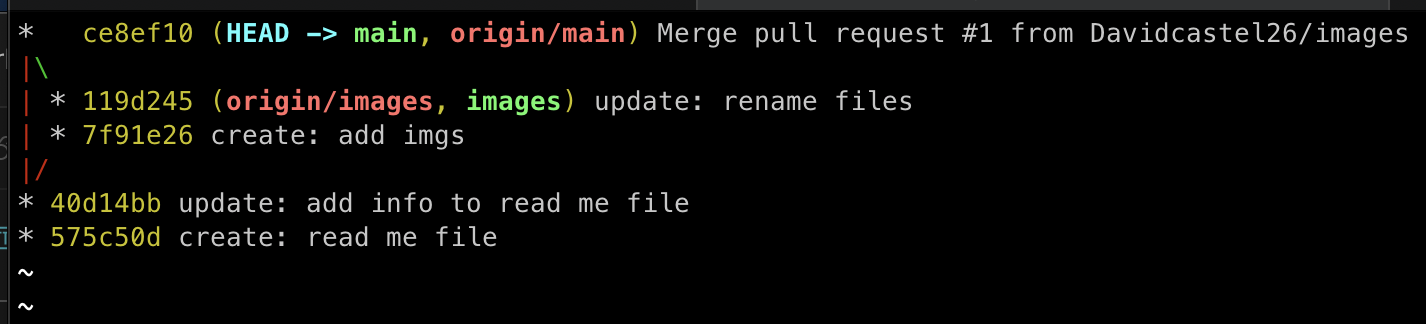 *   ce8ef10 (HEAD -> main, origin/main) Merge pull request #1 from Davidcastel26/images
|\
| * 119d245 (origin/images, images) update: rename files
| * 7f91e26 create: add imgs
|/
* 40d14bb update: add info to read me file
* 575c50d create: read me file
~
~